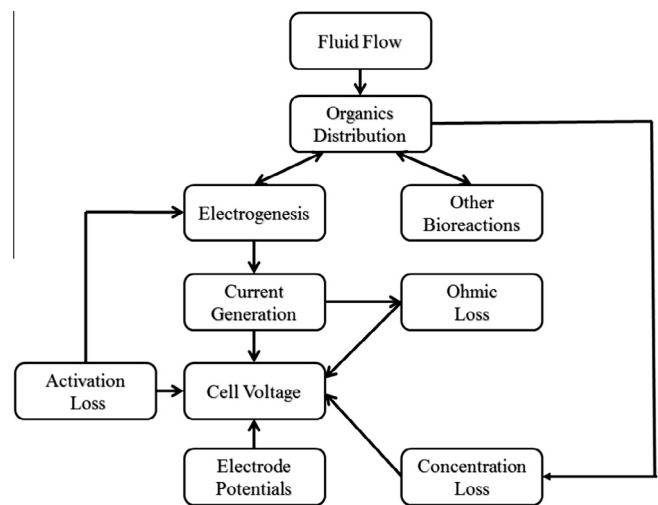 Fluid Flow
Organics
Distribution
Electrogenesis
Other
Bioreactions
Current
Generation
Ohmic
Loss
Activation
Loss
Cell Voltage
Electrode
Potentials
Concentration
Loss